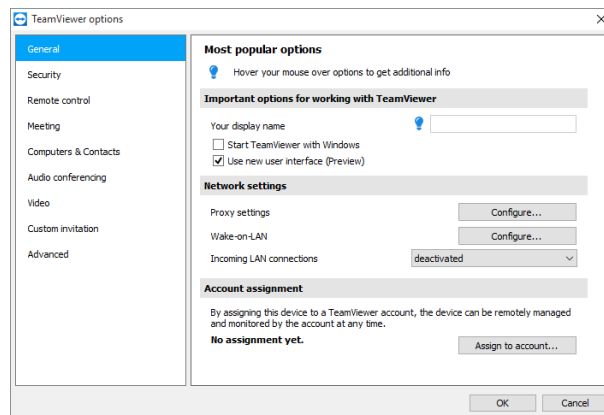 TeamViewer options
General
Security
Remote control
Meeting
Computers & Contacts
Audio conferencing
Video
Custom invitation
Advanced
Most popular options
Hover your mouse over options to get additional info
Important options for working with TeamViewer
Your display name
Start TeamViewer with Windows
Use new user interface (Preview)
Network settings
Proxy settings
Configure...
Wake-on-LAN
Configure...
Incoming LAN connections
deactivated
Account assignment
By assigning this device to a TeamViewer account, the device can be remotely managed
and monitored by the account at any time.
No assignment yet.
Assign to account...
OK
Cancel